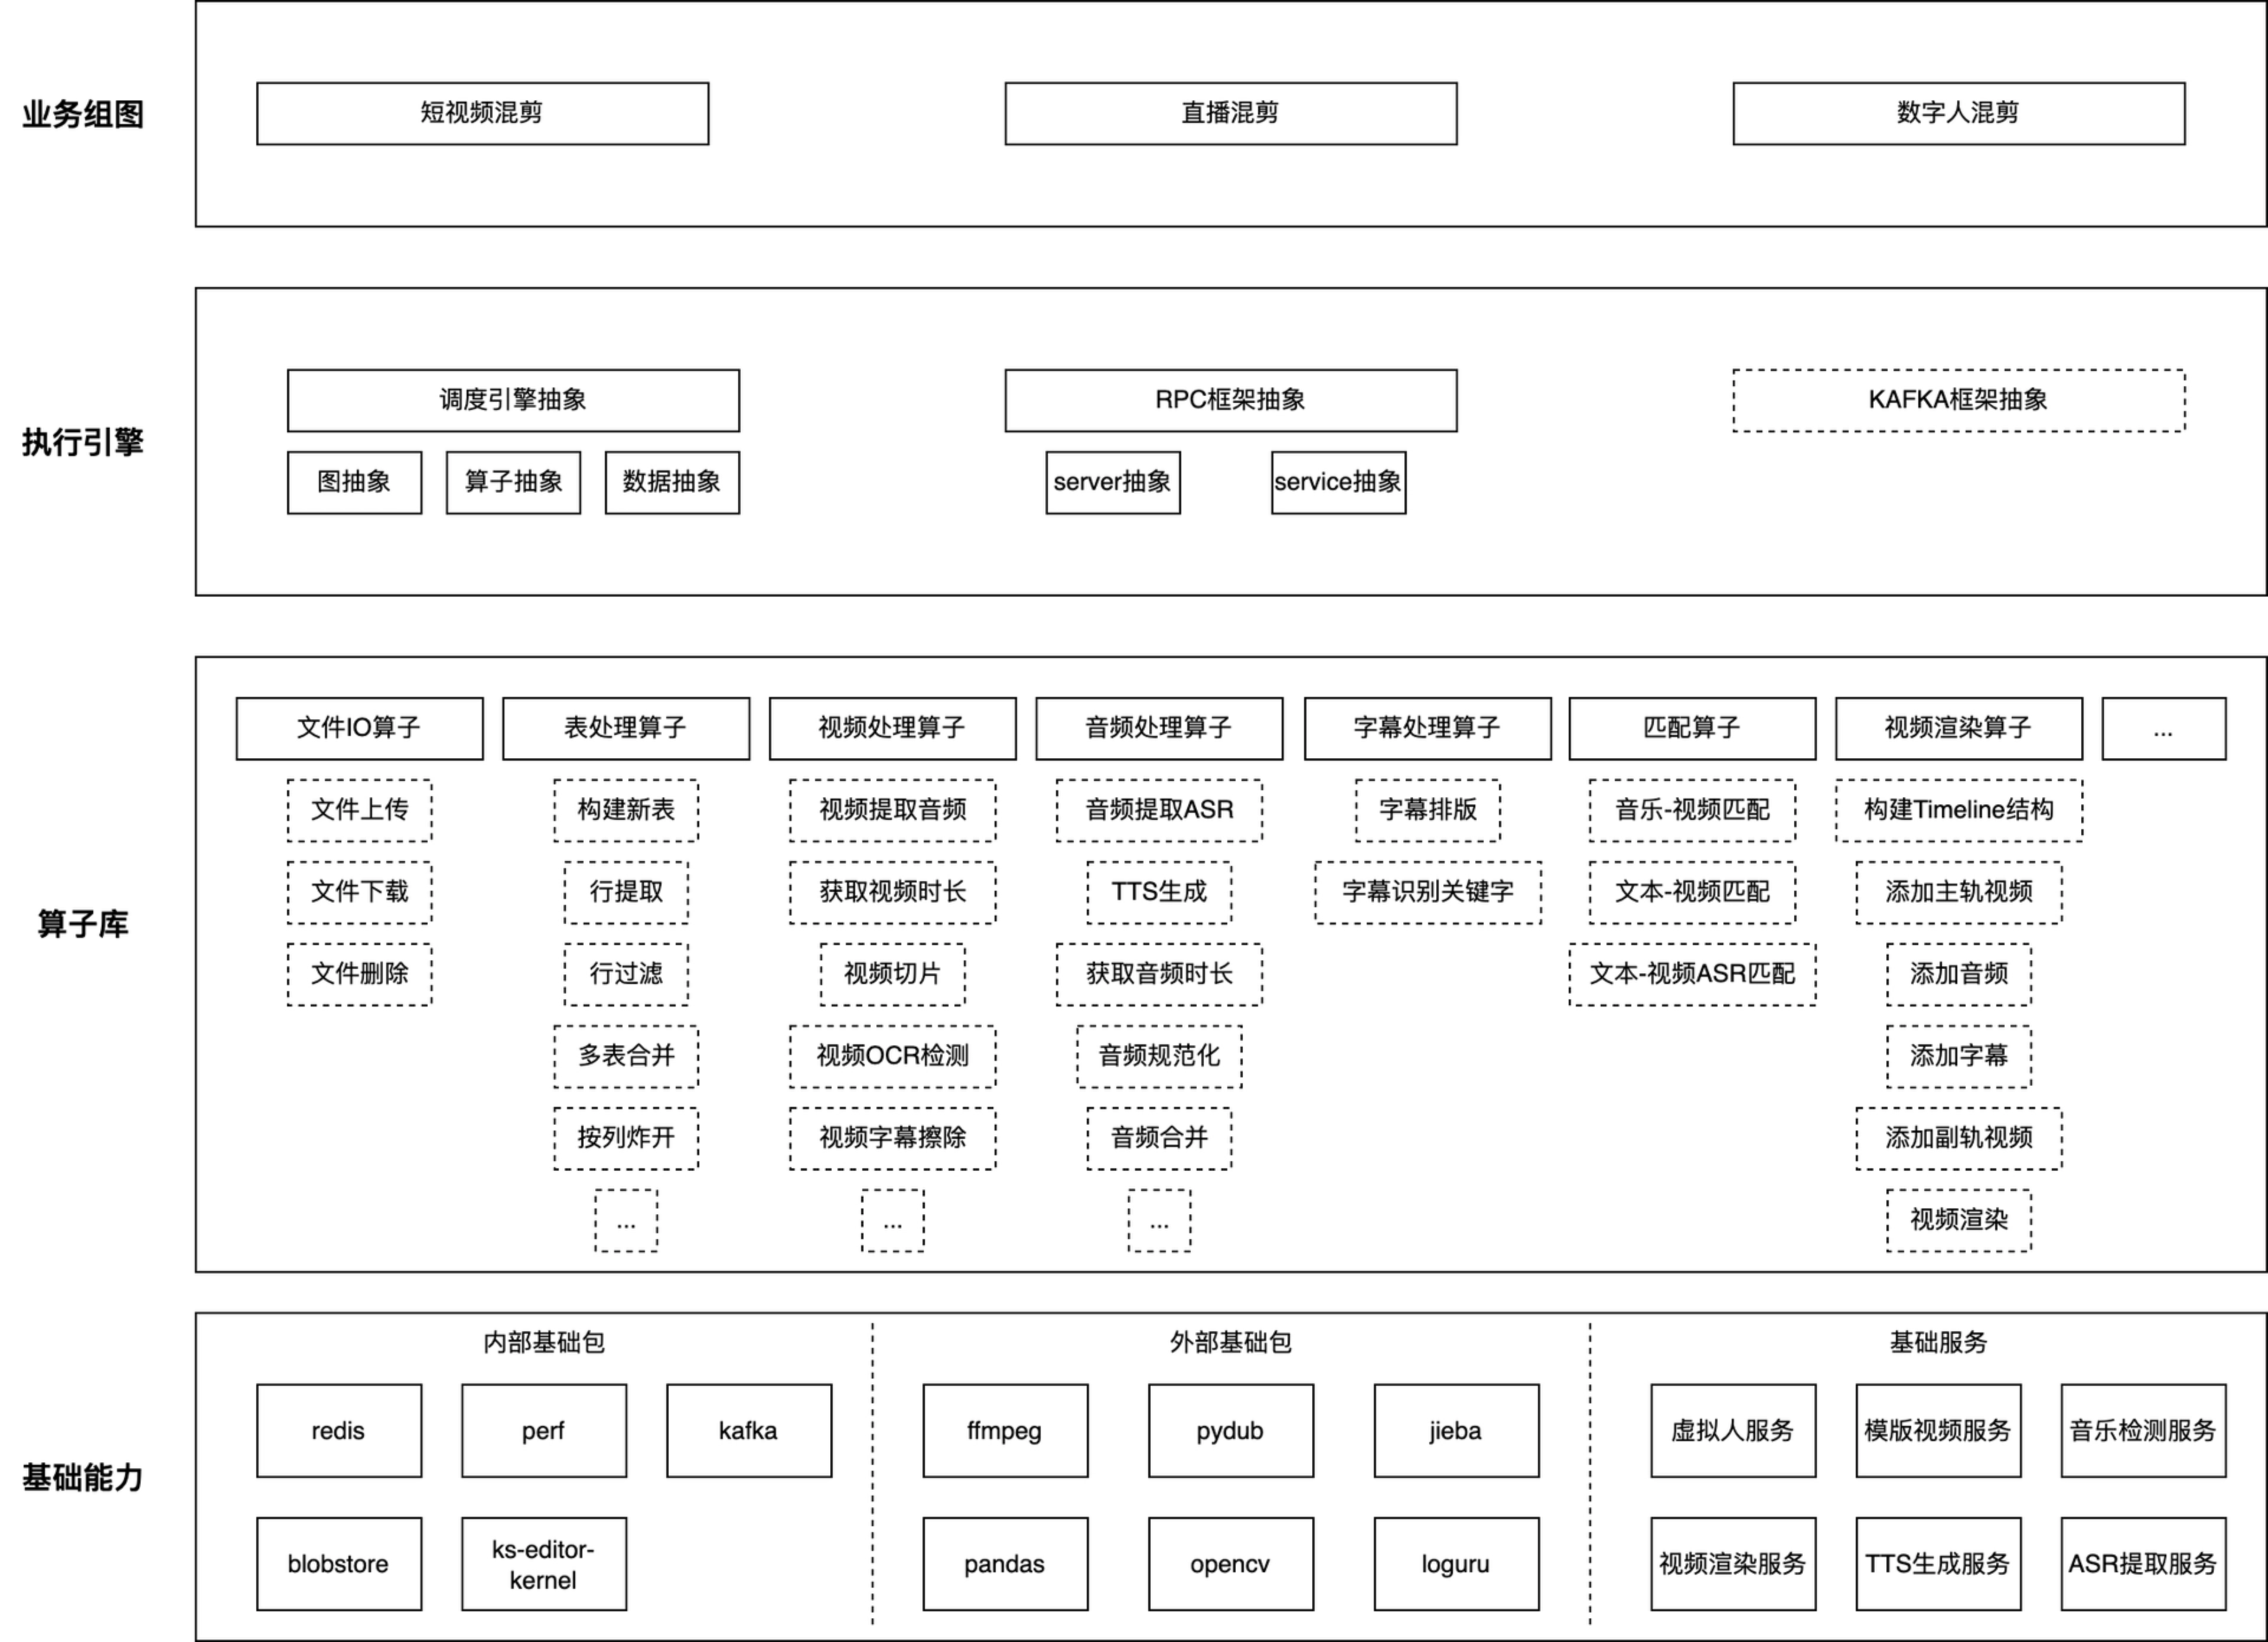 业务组图
短视频混剪
直播混剪
数字人混剪
执行引擎
调度引擎抽象
RPC框架抽象
KAFKA框架抽象
图抽象
算子抽象
数据抽象
server抽象
service抽象
算子库
文件IO算子
表处理算子
视频处理算子
音频处理算子
字幕处理算子
匹配算子
视频渲染算子
...
文件上传
构建新表
视频提取音频
音频提取ASR
字幕排版
音乐-视频匹配
构建Timeline结构
文件下载
行提取
获取视频时长
TTS生成
字幕识别关键字
文本-视频匹配
添加主轨视频
文件删除
行过滤
视频切片
获取音频时长
文本-视频ASR匹配
添加音频
多表合并
视频OCR检测
音频规范化
添加字幕
按列炸开
视频字幕擦除
音频合并
添加副轨视频
...
...
...
视频渲染
基础能力
内部基础包
外部基础包
基础服务
redis
perf
kafka
ffmpeg
pydub
jieba
虚拟人服务
模版视频服务
音乐检测服务
blobstore
ks-editor-
kernel
pandas
opencv
loguru
视频渲染服务
TTS生成服务
ASR提取服务